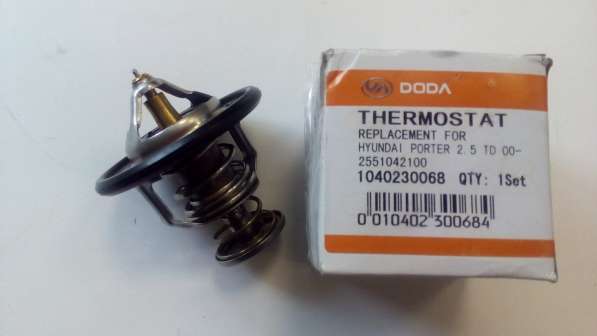 DODA
THERMOSTAT
REPLACEMENT FOR
HYUNDAI PORTER 2.5 TD 00-
2551042100
1040230068 QTY: 1Set
0 010402 300684